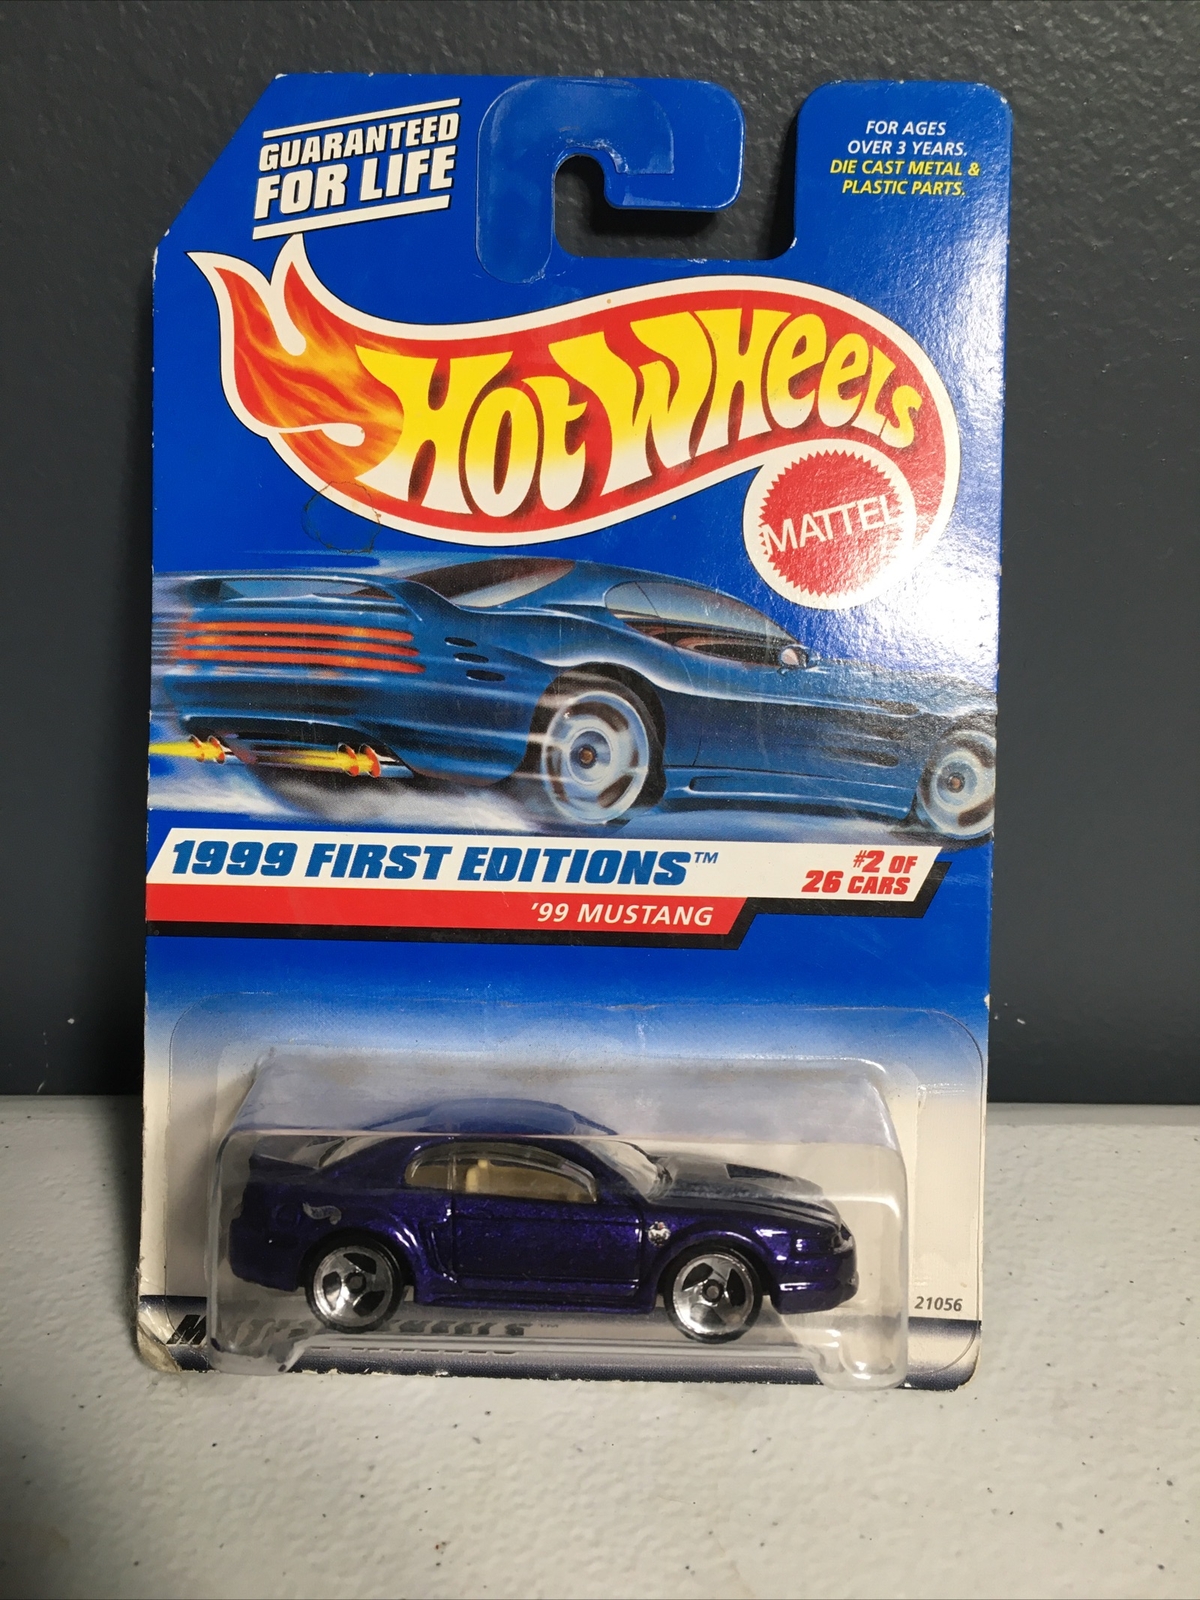 GUARANTEED
FOR LIFE
FOR AGES
OVER 3 YEARS.
DIE CAST METAL &
PLASTIC PARTS.
HOT WHEELS
MATTEL
1999 FIRST EDITIONS™
#2 OF
26 CARS
'99 MUSTANG
21056